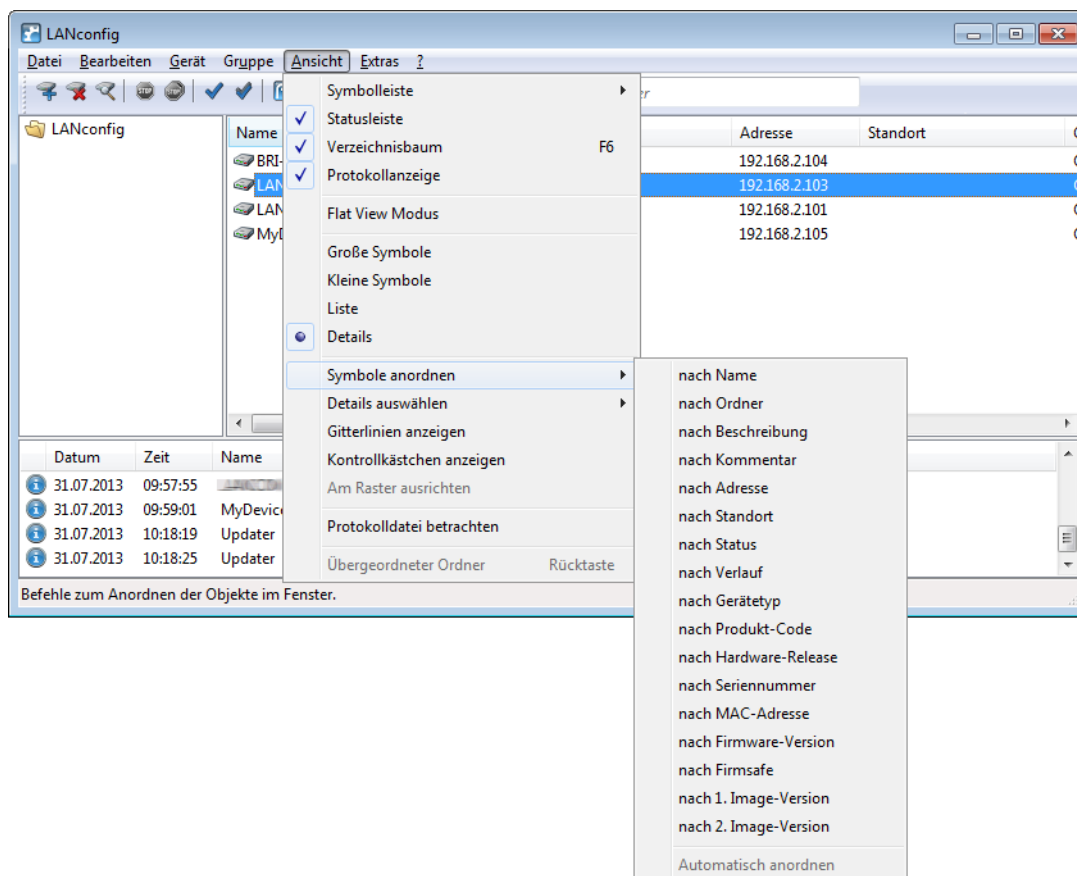 LANconfig
Datei Bearbeiten Gerät Gruppe Ansicht Extras ?
LANconfig
Name Adresse Standort
BRI- 192.168.2.104
LAN 192.168.2.103
LAN 192.168.2.101
MyD 192.168.2.105
Symbolleiste
Statusleiste
Verzeichnisbaum F6
Protokollanzeige
Flat View Modus
Große Symbole
Kleine Symbole
Liste
Details
Symbole anordnen
Details auswählen
Gitterlinien anzeigen
Kontrollkästchen anzeigen
Am Raster ausrichten
Protokolldatei betrachten
Übergeordneter Ordner Rücktaste
nach Name
nach Ordner
nach Beschreibung
nach Kommentar
nach Adresse
nach Standort
nach Status
nach Verlauf
nach Gerätetyp
nach Produkt-Code
nach Hardware-Release
nach Seriennummer
nach MAC-Adresse
nach Firmware-Version
nach Firmsafe
nach 1. Image-Version
nach 2. Image-Version
Automatisch anordnen
Datum Zeit Name
31.07.2013 09:57:55
31.07.2013 09:59:01 MyDevic
31.07.2013 10:18:19 Updater
31.07.2013 10:18:25 Updater
Befehle zum Anordnen der Objekte im Fenster.